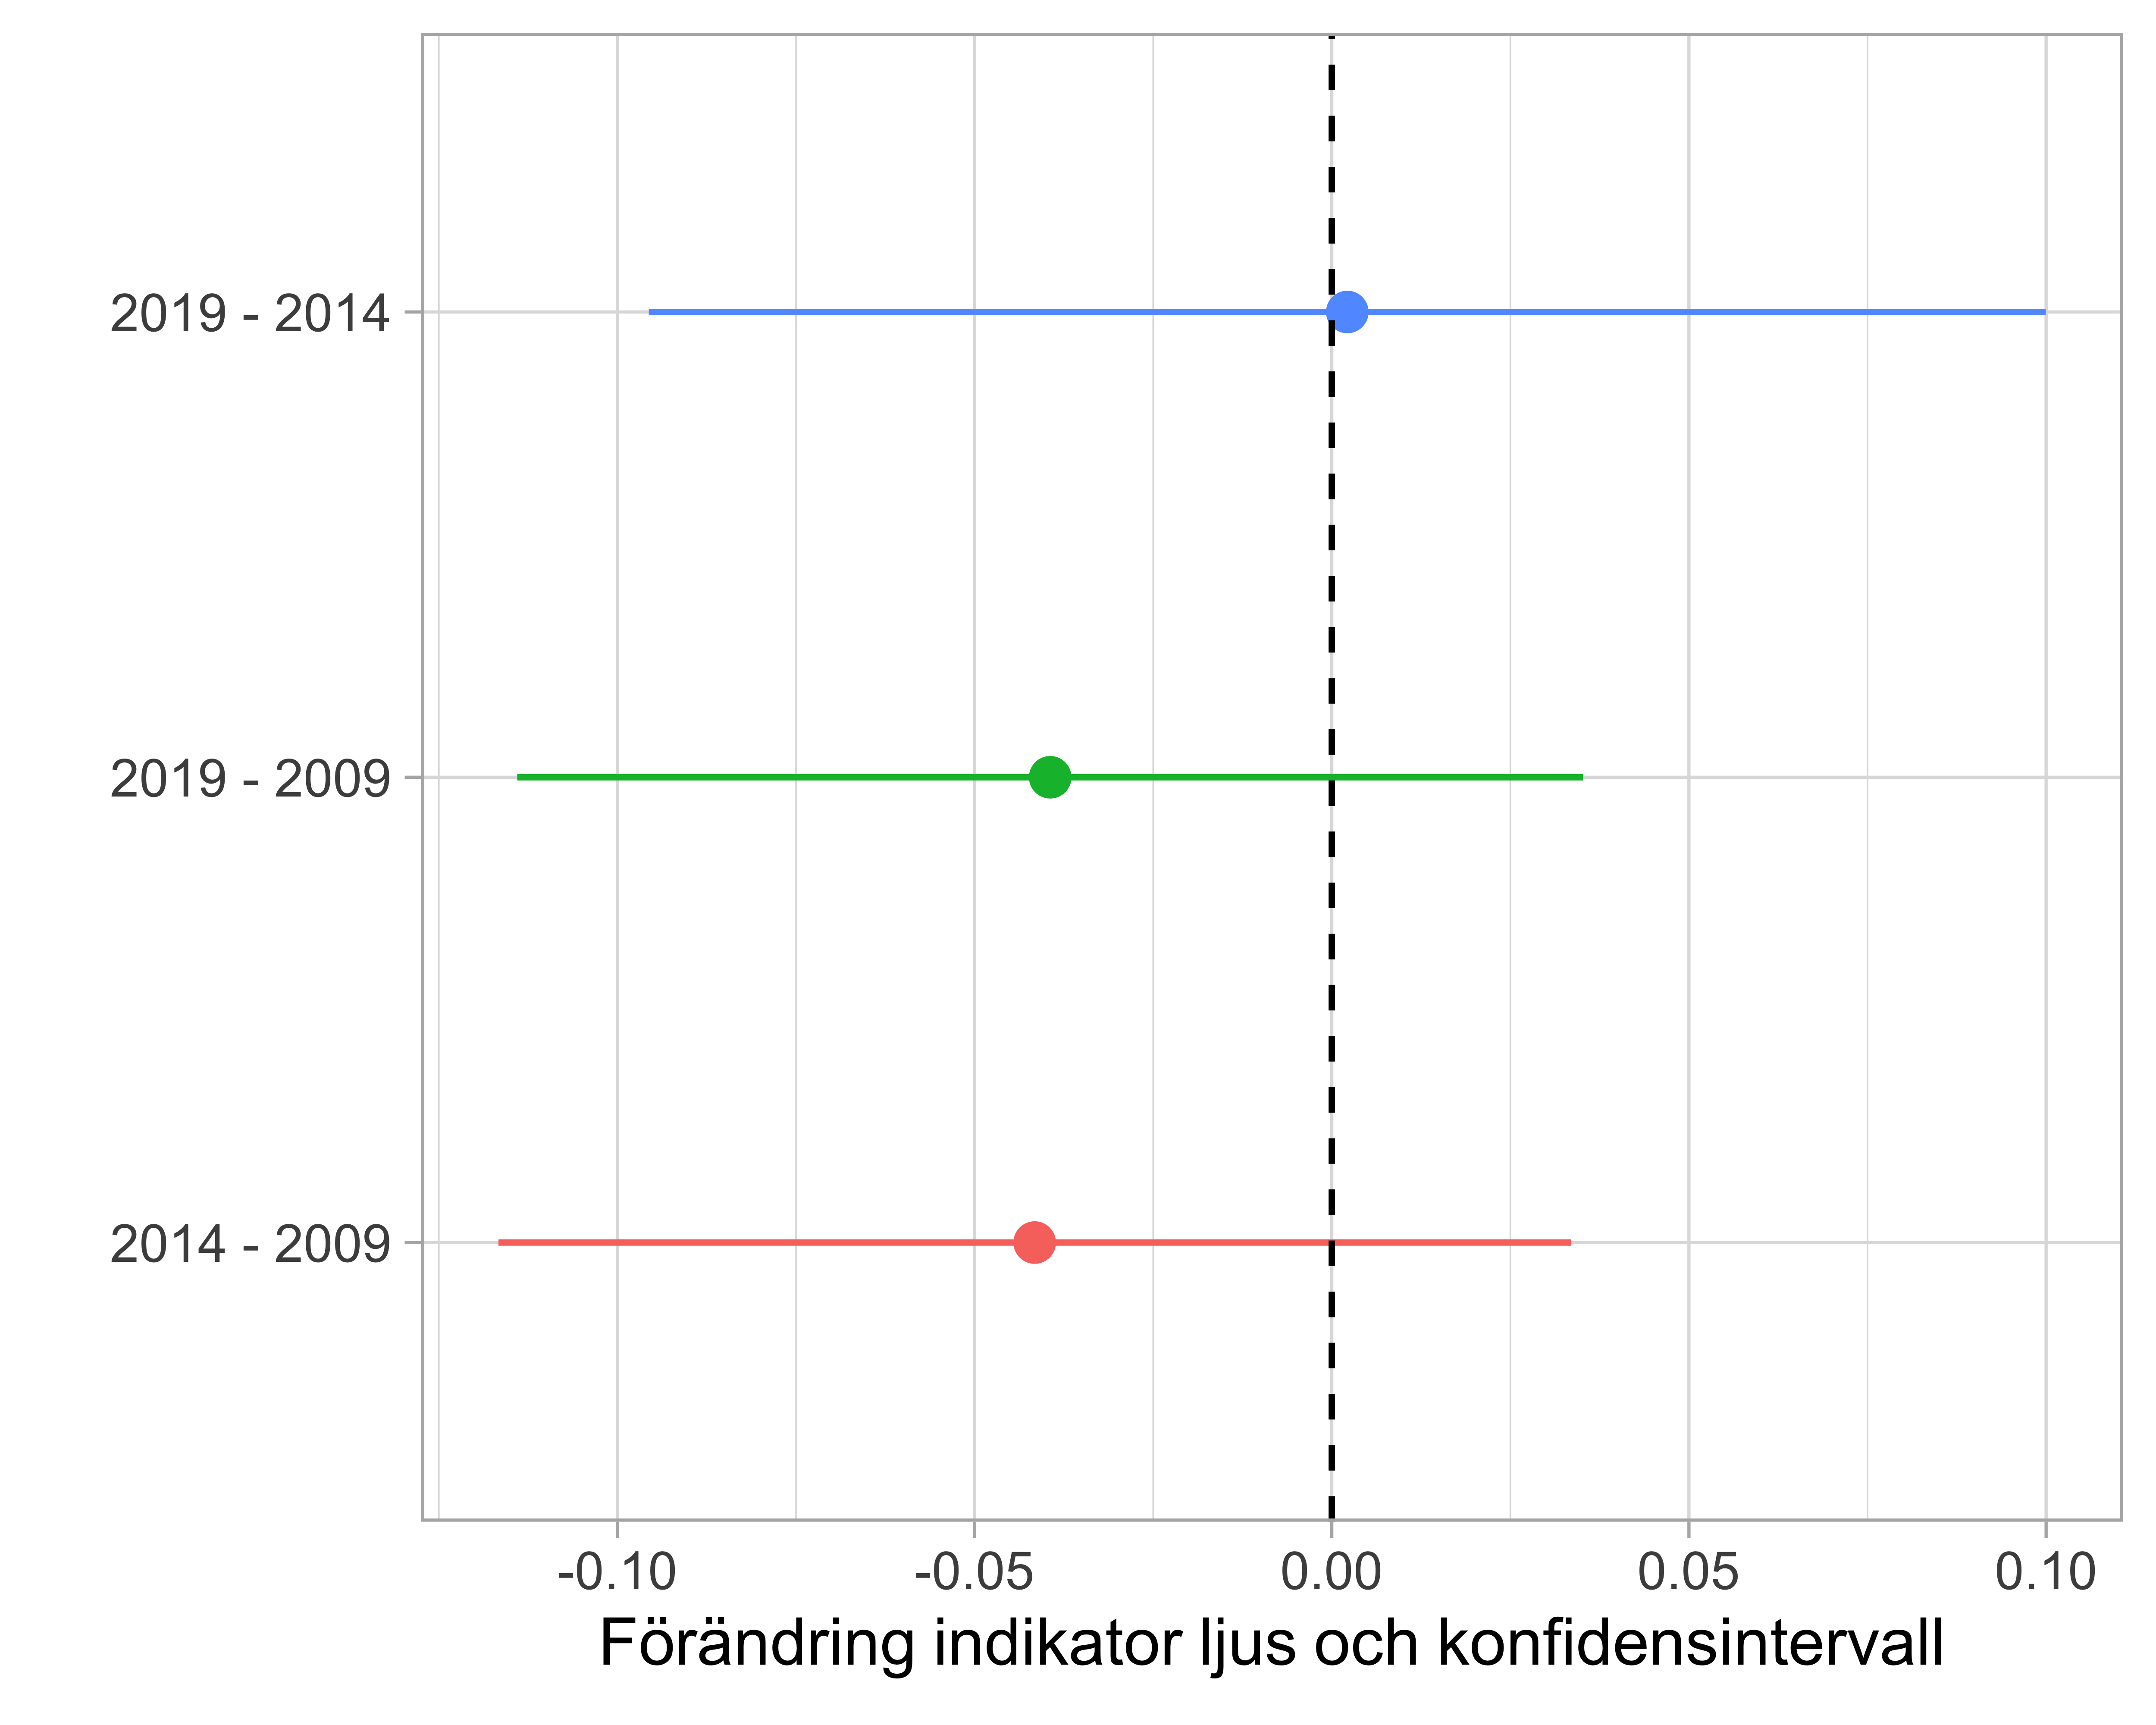 2019 - 2014
2019 - 2009
2014 - 2009
-0.10 -0.05 0.00 0.05 0.10
Förändring indikator ljus och konfidensintervall